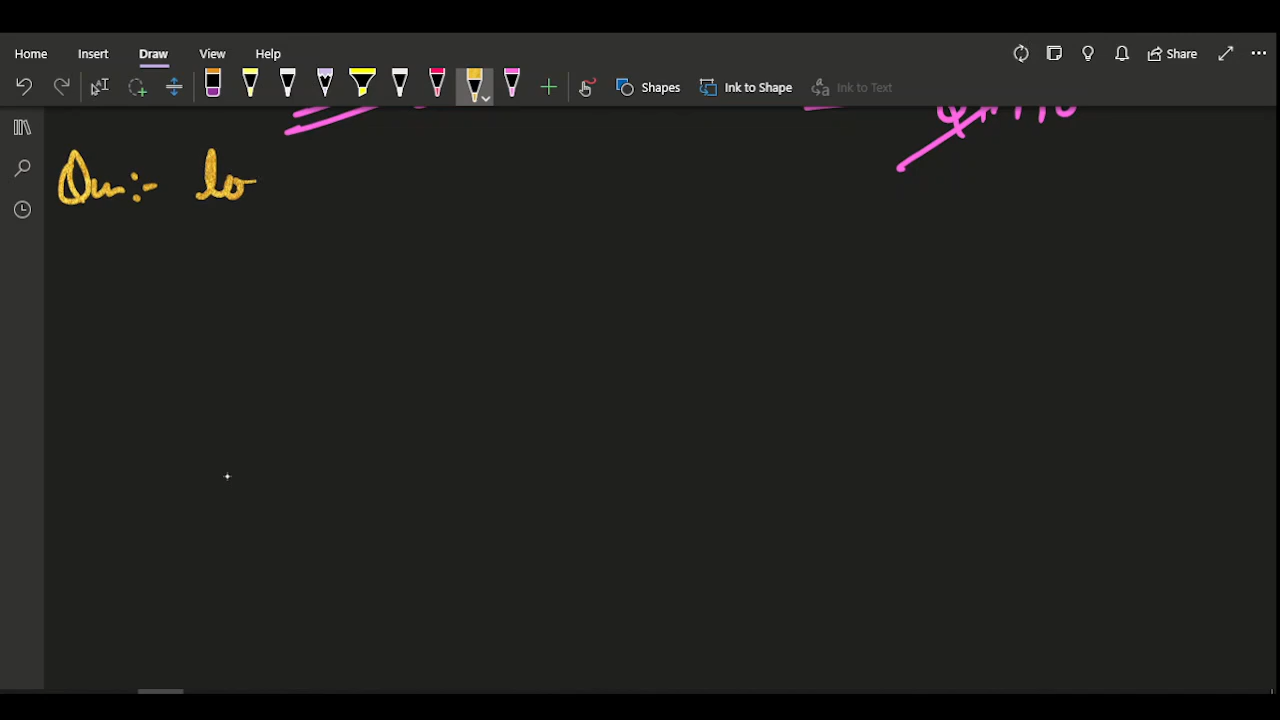 Home Insert Draw View Help Share
Shapes Ink to Shape Ink to Text
Qu:- lo